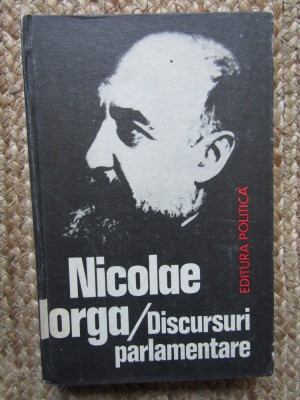 Nicolae
Iorga/Discursuri
parlamentare
EDITURA POLITICĂ